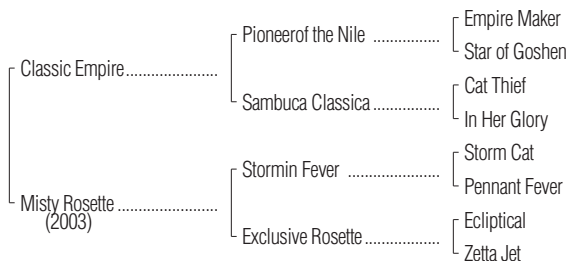 Empire Maker
Pioneerof the Nile ................
Star of Goshen
Classic Empire......................
Cat Thief
Sambuca Classica................
In Her Glory
Storm Cat
Stormin Fever ......................
Pennant Fever
Misty Rosette ........................
(2003)
Ecliptical
Exclusive Rosette..................
Zetta Jet